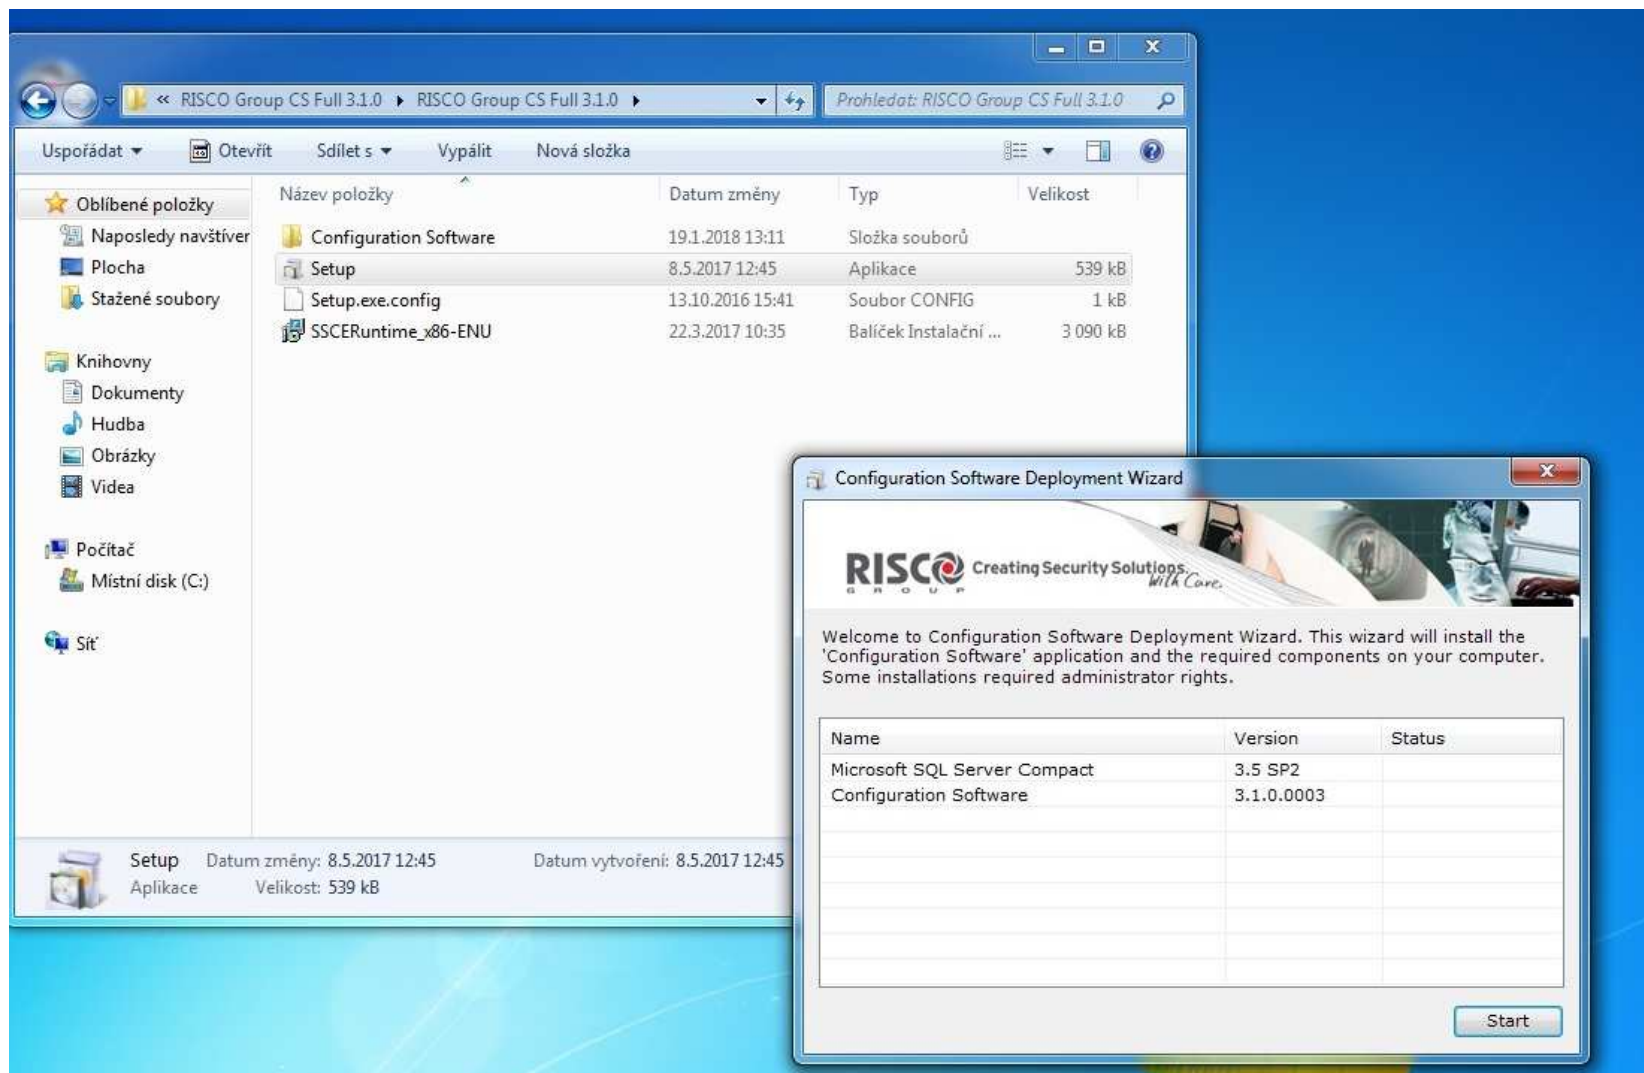 « RISCO Group CS Full 3.1.0 RISCO Group CS Full 3.1.0
Prohledat: RISCO Group CS Full 3.1.0
Uspořádat Otevřít Sdílet s Vypálit Nová složka
Oblíbené položky
Naposledy navštíver
Plocha
Stažené soubory
Knihovny
Dokumenty
Hudba
Obrázky
Videa
Počítač
Místní disk (C:)
Síť
Název položky Datum změny Typ Velikost
Configuration Software 19.1.2018 13:11 Složka souborů
Setup 8.5.2017 12:45 Aplikace 539 kB
Setup.exe.config 13.10.2016 15:41 Soubor CONFIG 1 kB
SSCERuntime_x86-ENU 22.3.2017 10:35 Balíček Instalační ... 3 090 kB
Setup Datum změny: 8.5.2017 12:45 Datum vytvoření: 8.5.2017 12:45
Aplikace Velikost: 539 kB
Configuration Software Deployment Wizard
RISCO Creating Security Solutions.
GROUP With Care.
Welcome to Configuration Software Deployment Wizard. This wizard will install the
'Configuration Software' application and the required components on your computer.
Some installations required administrator rights.
Name Version Status
Microsoft SQL Server Compact 3.5 SP2
Configuration Software 3.1.0.0003
Start